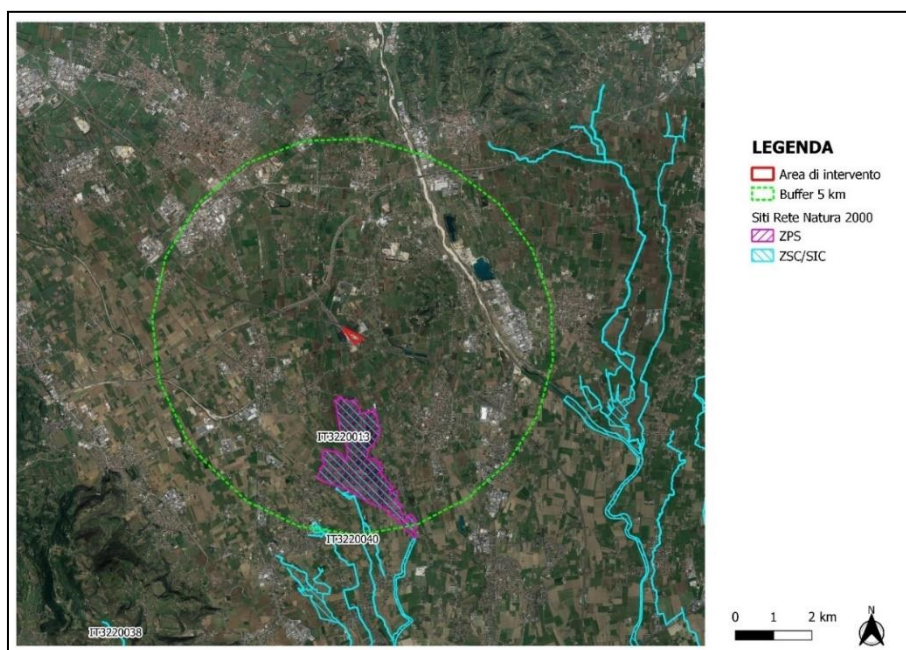 LEGENDA
Area di intervento
Buffer 5 km
Siti Rete Natura 2000
ZPS
ZSC/SIC
IT3220013
IT3220040
IT3220038
0 1 2 km
N